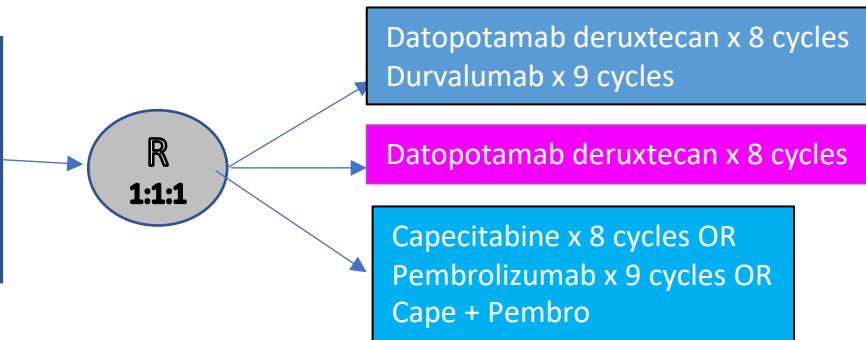 Datopotamab deruxtecan x 8 cycles
Durvalumab x 9 cycles
R
1:1:1
Datopotamab deruxtecan x 8 cycles
Capecitabine x 8 cycles OR
Pembrolizumab x 9 cycles OR
Cape + Pembro